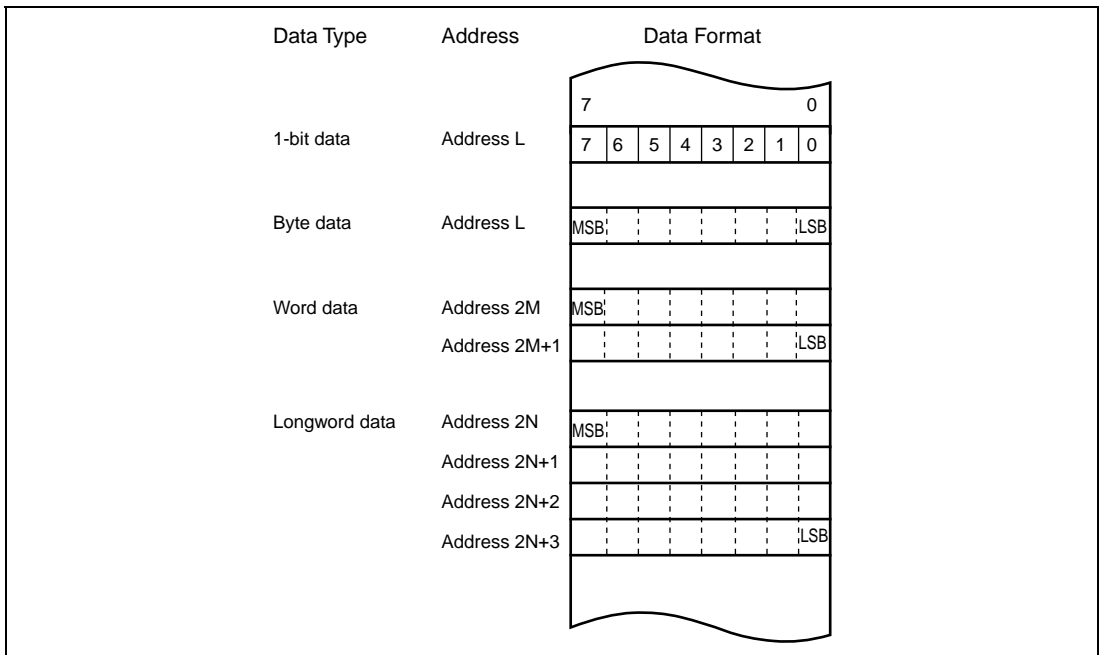 Data Type Address Data Format
7 0
1-bit data Address L 7 6 5 4 3 2 1 0
Byte data Address L MSB LSB
Word data Address 2M MSB
Address 2M+1 LSB
Longword data Address 2N MSB
Address 2N+1
Address 2N+2
Address 2N+3 LSB